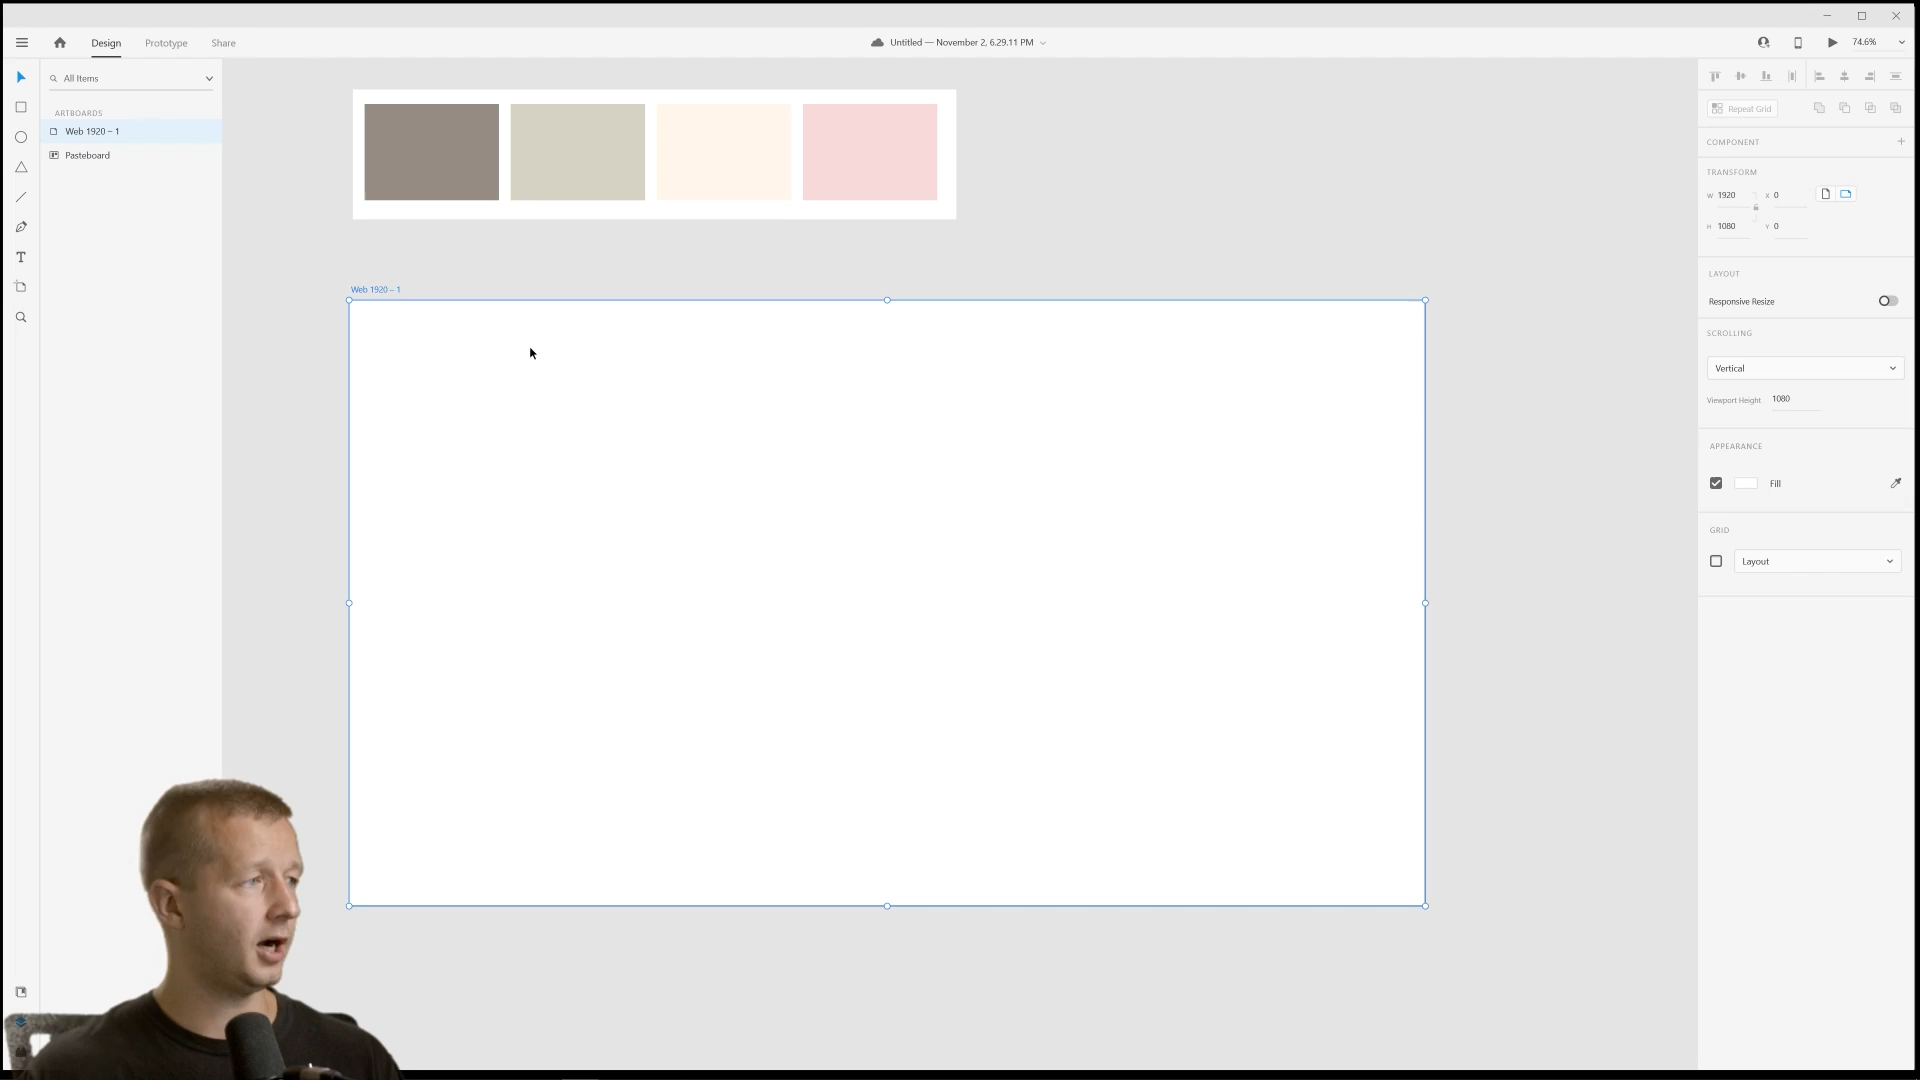 Design Prototype Share
Untitled — November 2, 6.29.11 PM
74.6%
All Items
ARTBOARDS
Web 1920 – 1
Pasteboard
Web 1920 – 1
Repeat Grid
COMPONENT
TRANSFORM
W 1920 X 0
H 1080 Y 0
LAYOUT
Responsive Resize
SCROLLING
Vertical
Viewport Height 1080
APPEARANCE
Fill
GRID
Layout